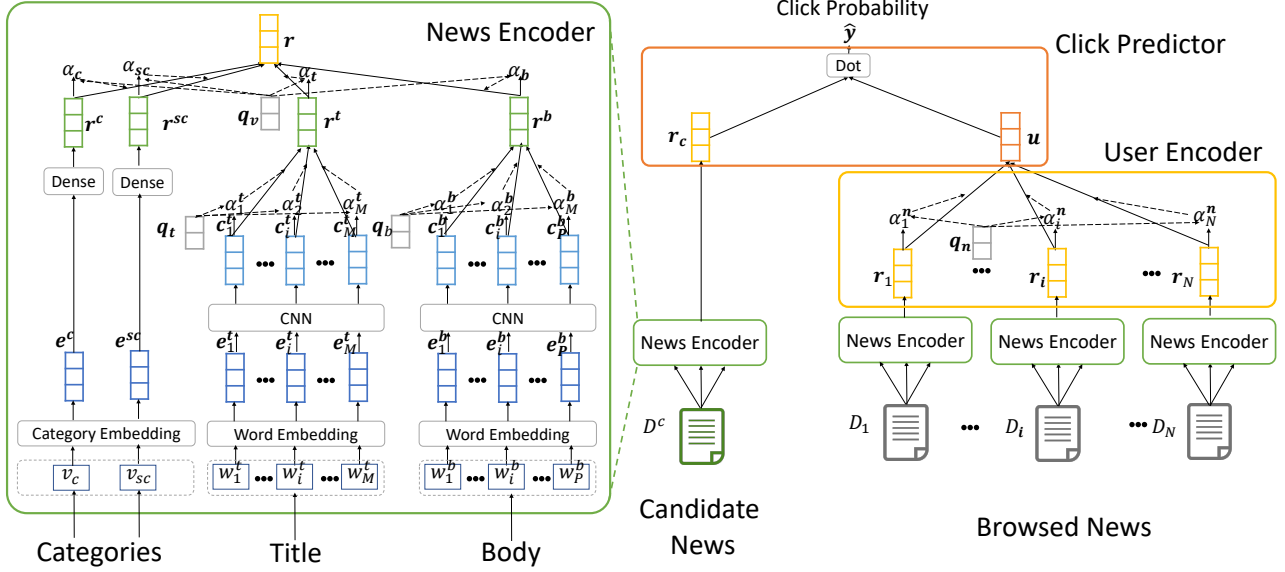 News Encoder
r
α_c α_sc α_t α_b
r^c r^sc q_v r^t r^b
Dense Dense
q_t α_1^t α_2^t α_M^t
c_1^t c_i^t c_M^t
q_b α_1^b α_2^b α_M^b
c_1^b c_i^b c_P^b
••• •••
••• •••
CNN CNN
e^c e^sc
e_1^t e_i^t e_M^t
e_1^b e_i^b e_P^b
••• •••
••• •••
Category Embedding Word Embedding Word Embedding
v_c v_sc
w_1^t ••• w_i^t ••• w_M^t
w_1^b ••• w_i^b ••• w_P^b
Categories Title Body
Click Probability
ŷ
Click Predictor
Dot
r_c u
User Encoder
α_1^n α_i^n α_N^n
q_n
•••
r_1 r_i ••• r_N
News Encoder News Encoder News Encoder News Encoder
D^c D_1 ••• D_i ••• D_N
Candidate
News
Browsed News